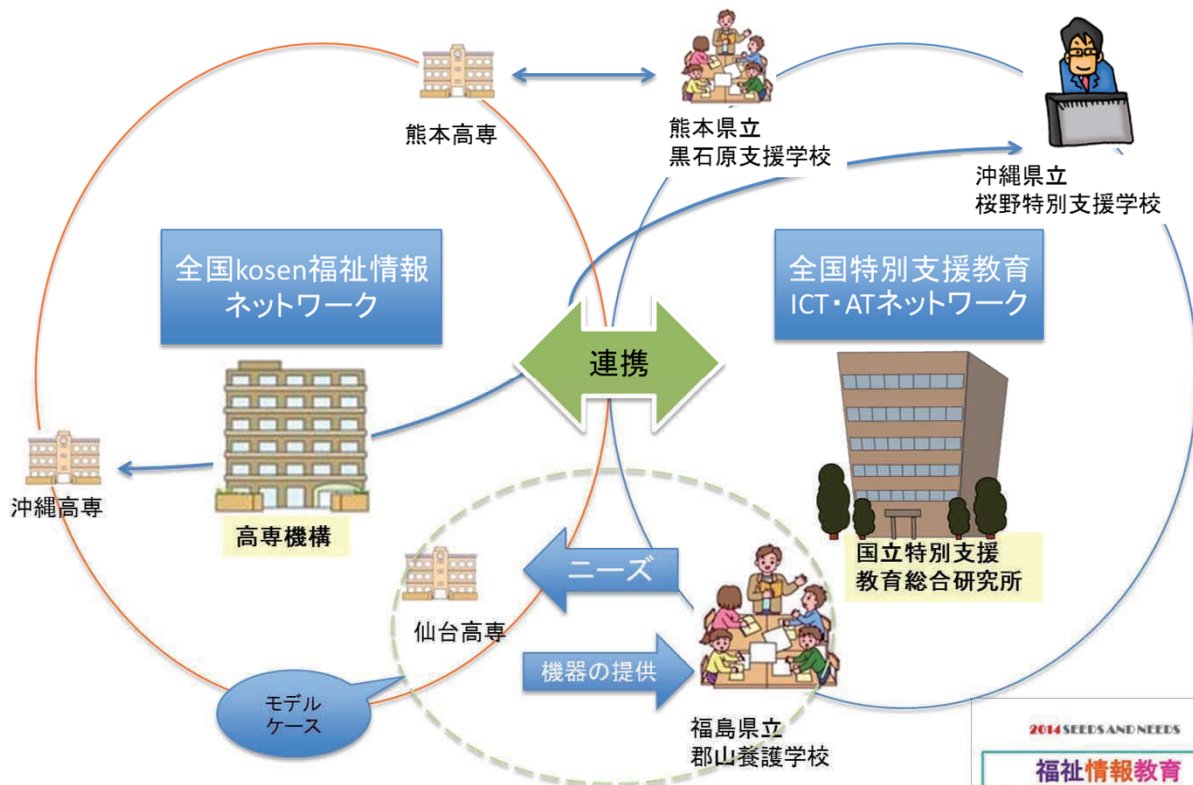 熊本高専
熊本県立
黒石原支援学校
沖縄県立
桜野特別支援学校
全国kosen福祉情報
ネットワーク
全国特別支援教育
ICT・ATネットワーク
連携
沖縄高専
高専機構
国立特別支援
教育総合研究所
ニーズ
仙台高専
機器の提供
モデル
ケース
福島県立
郡山養護学校
2014 SEEDS AND NEEDS
福祉情報教育